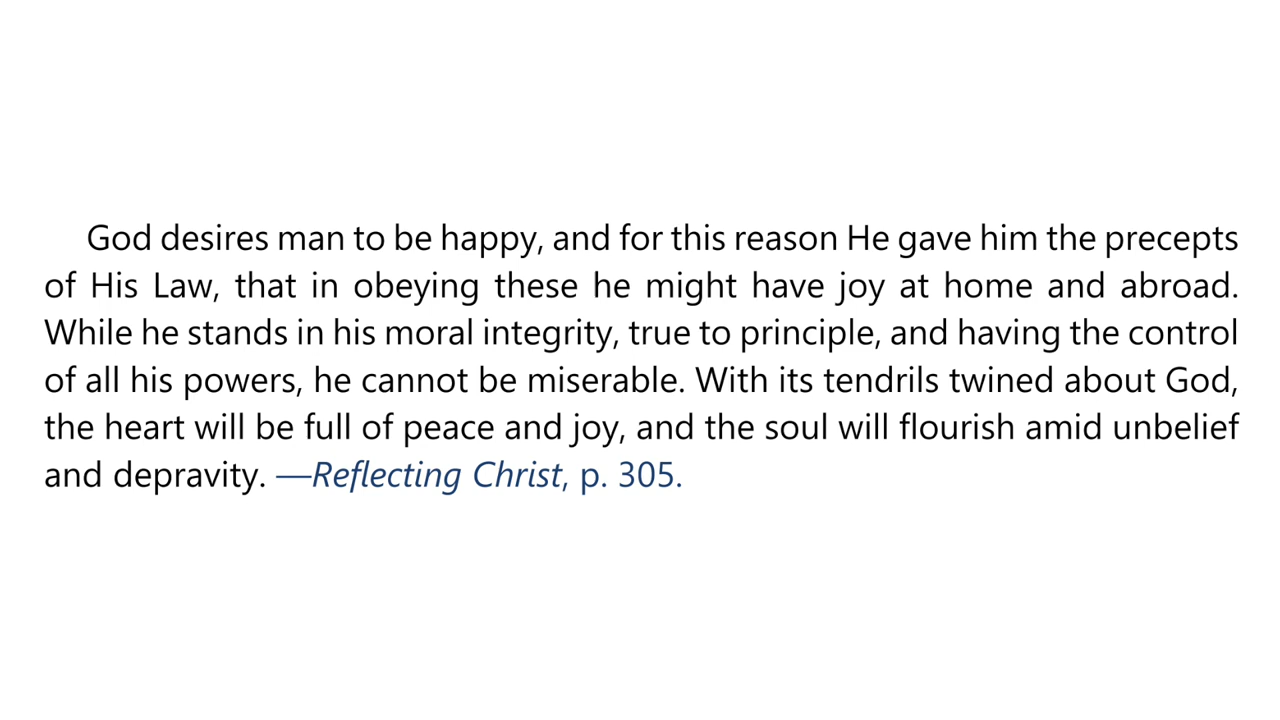 God desires man to be happy, and for this reason He gave him the precepts
of His Law, that in obeying these he might have joy at home and abroad.
While he stands in his moral integrity, true to principle, and having the control
of all his powers, he cannot be miserable. With its tendrils twined about God,
the heart will be full of peace and joy, and the soul will flourish amid unbelief
and depravity. —Reflecting Christ, p. 305.